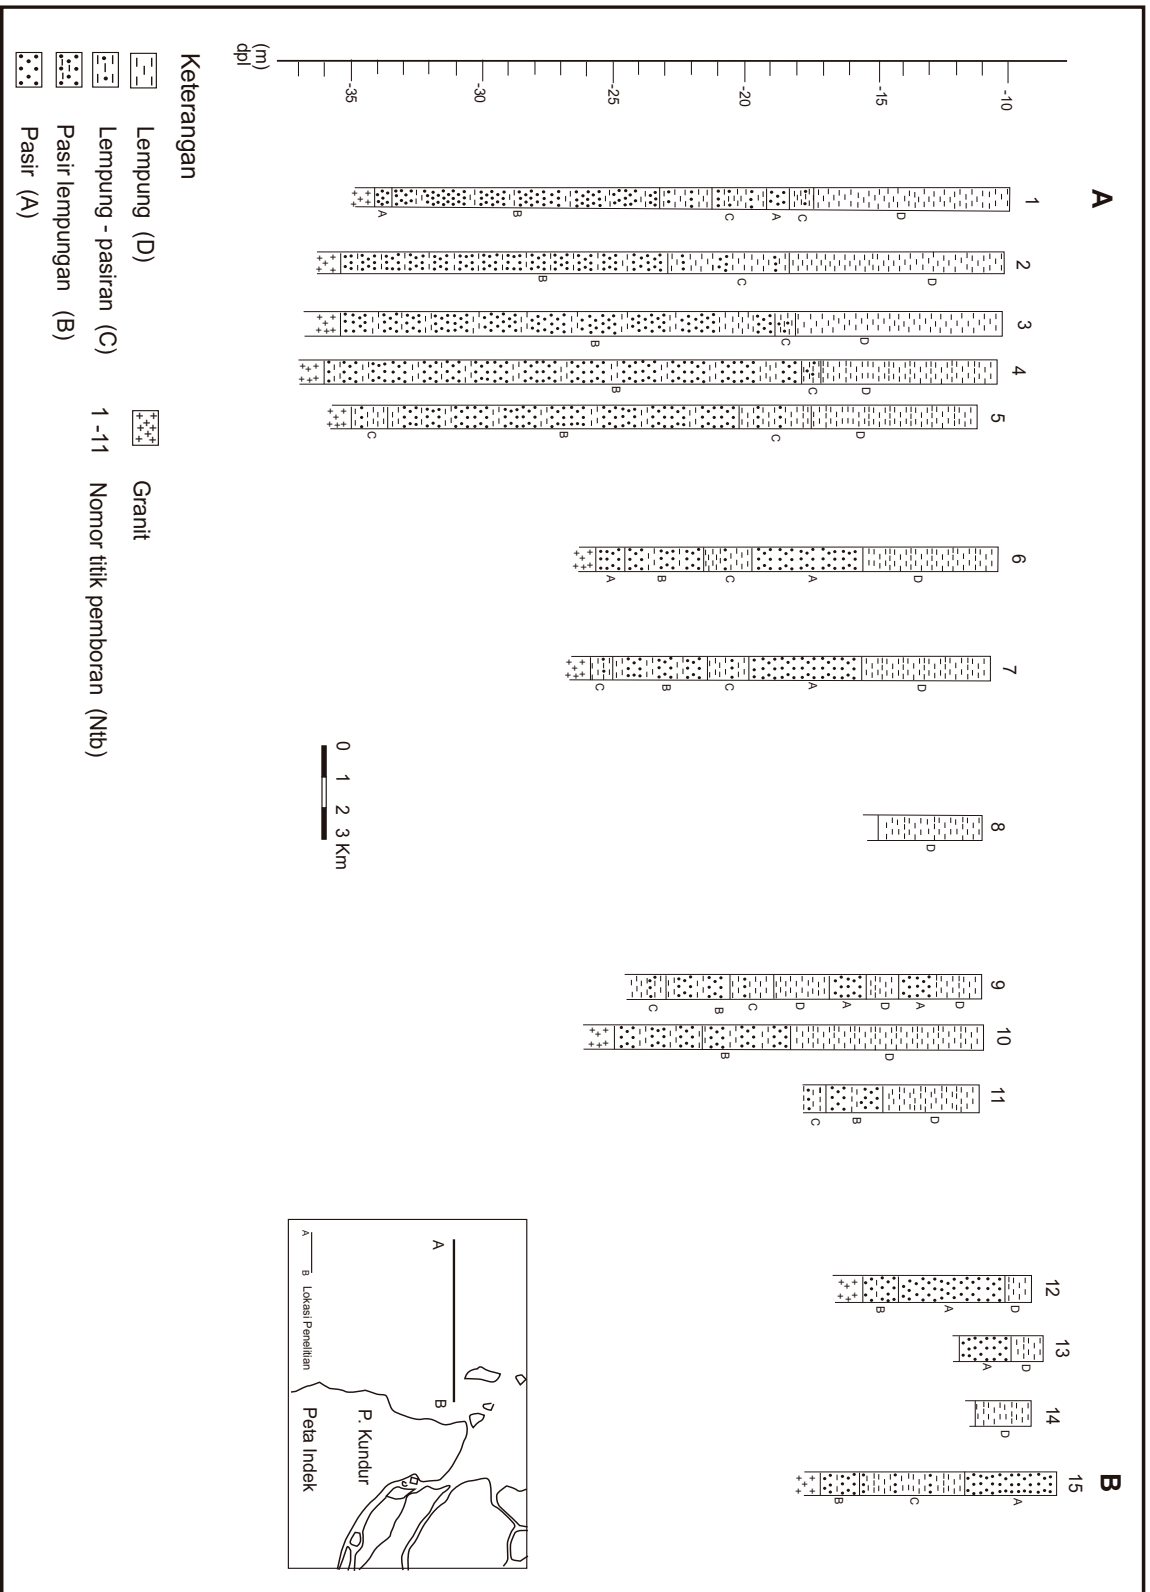 A B
(m)
dpl
-10
-15
-20
-25
-30
-35
1 2 3 4 5 6 7 8 9 10 11 12 13 14 15
D C A C B A
D C B
D C B
D C B
D C B C
D A C B A
D A C B C
D
D A D A D C B C
D B
D B C
D A B
D A
D
A C B
0 1 2 3 Km
Keterangan
Lempung (D)
Lempung - pasiran (C)
Pasir lempungan (B)
Pasir (A)
Granit
1 -11 Nomor titik pemboran (Ntb)
A B
P. Kundur
A B Lokasi Penelitian
Peta Indek